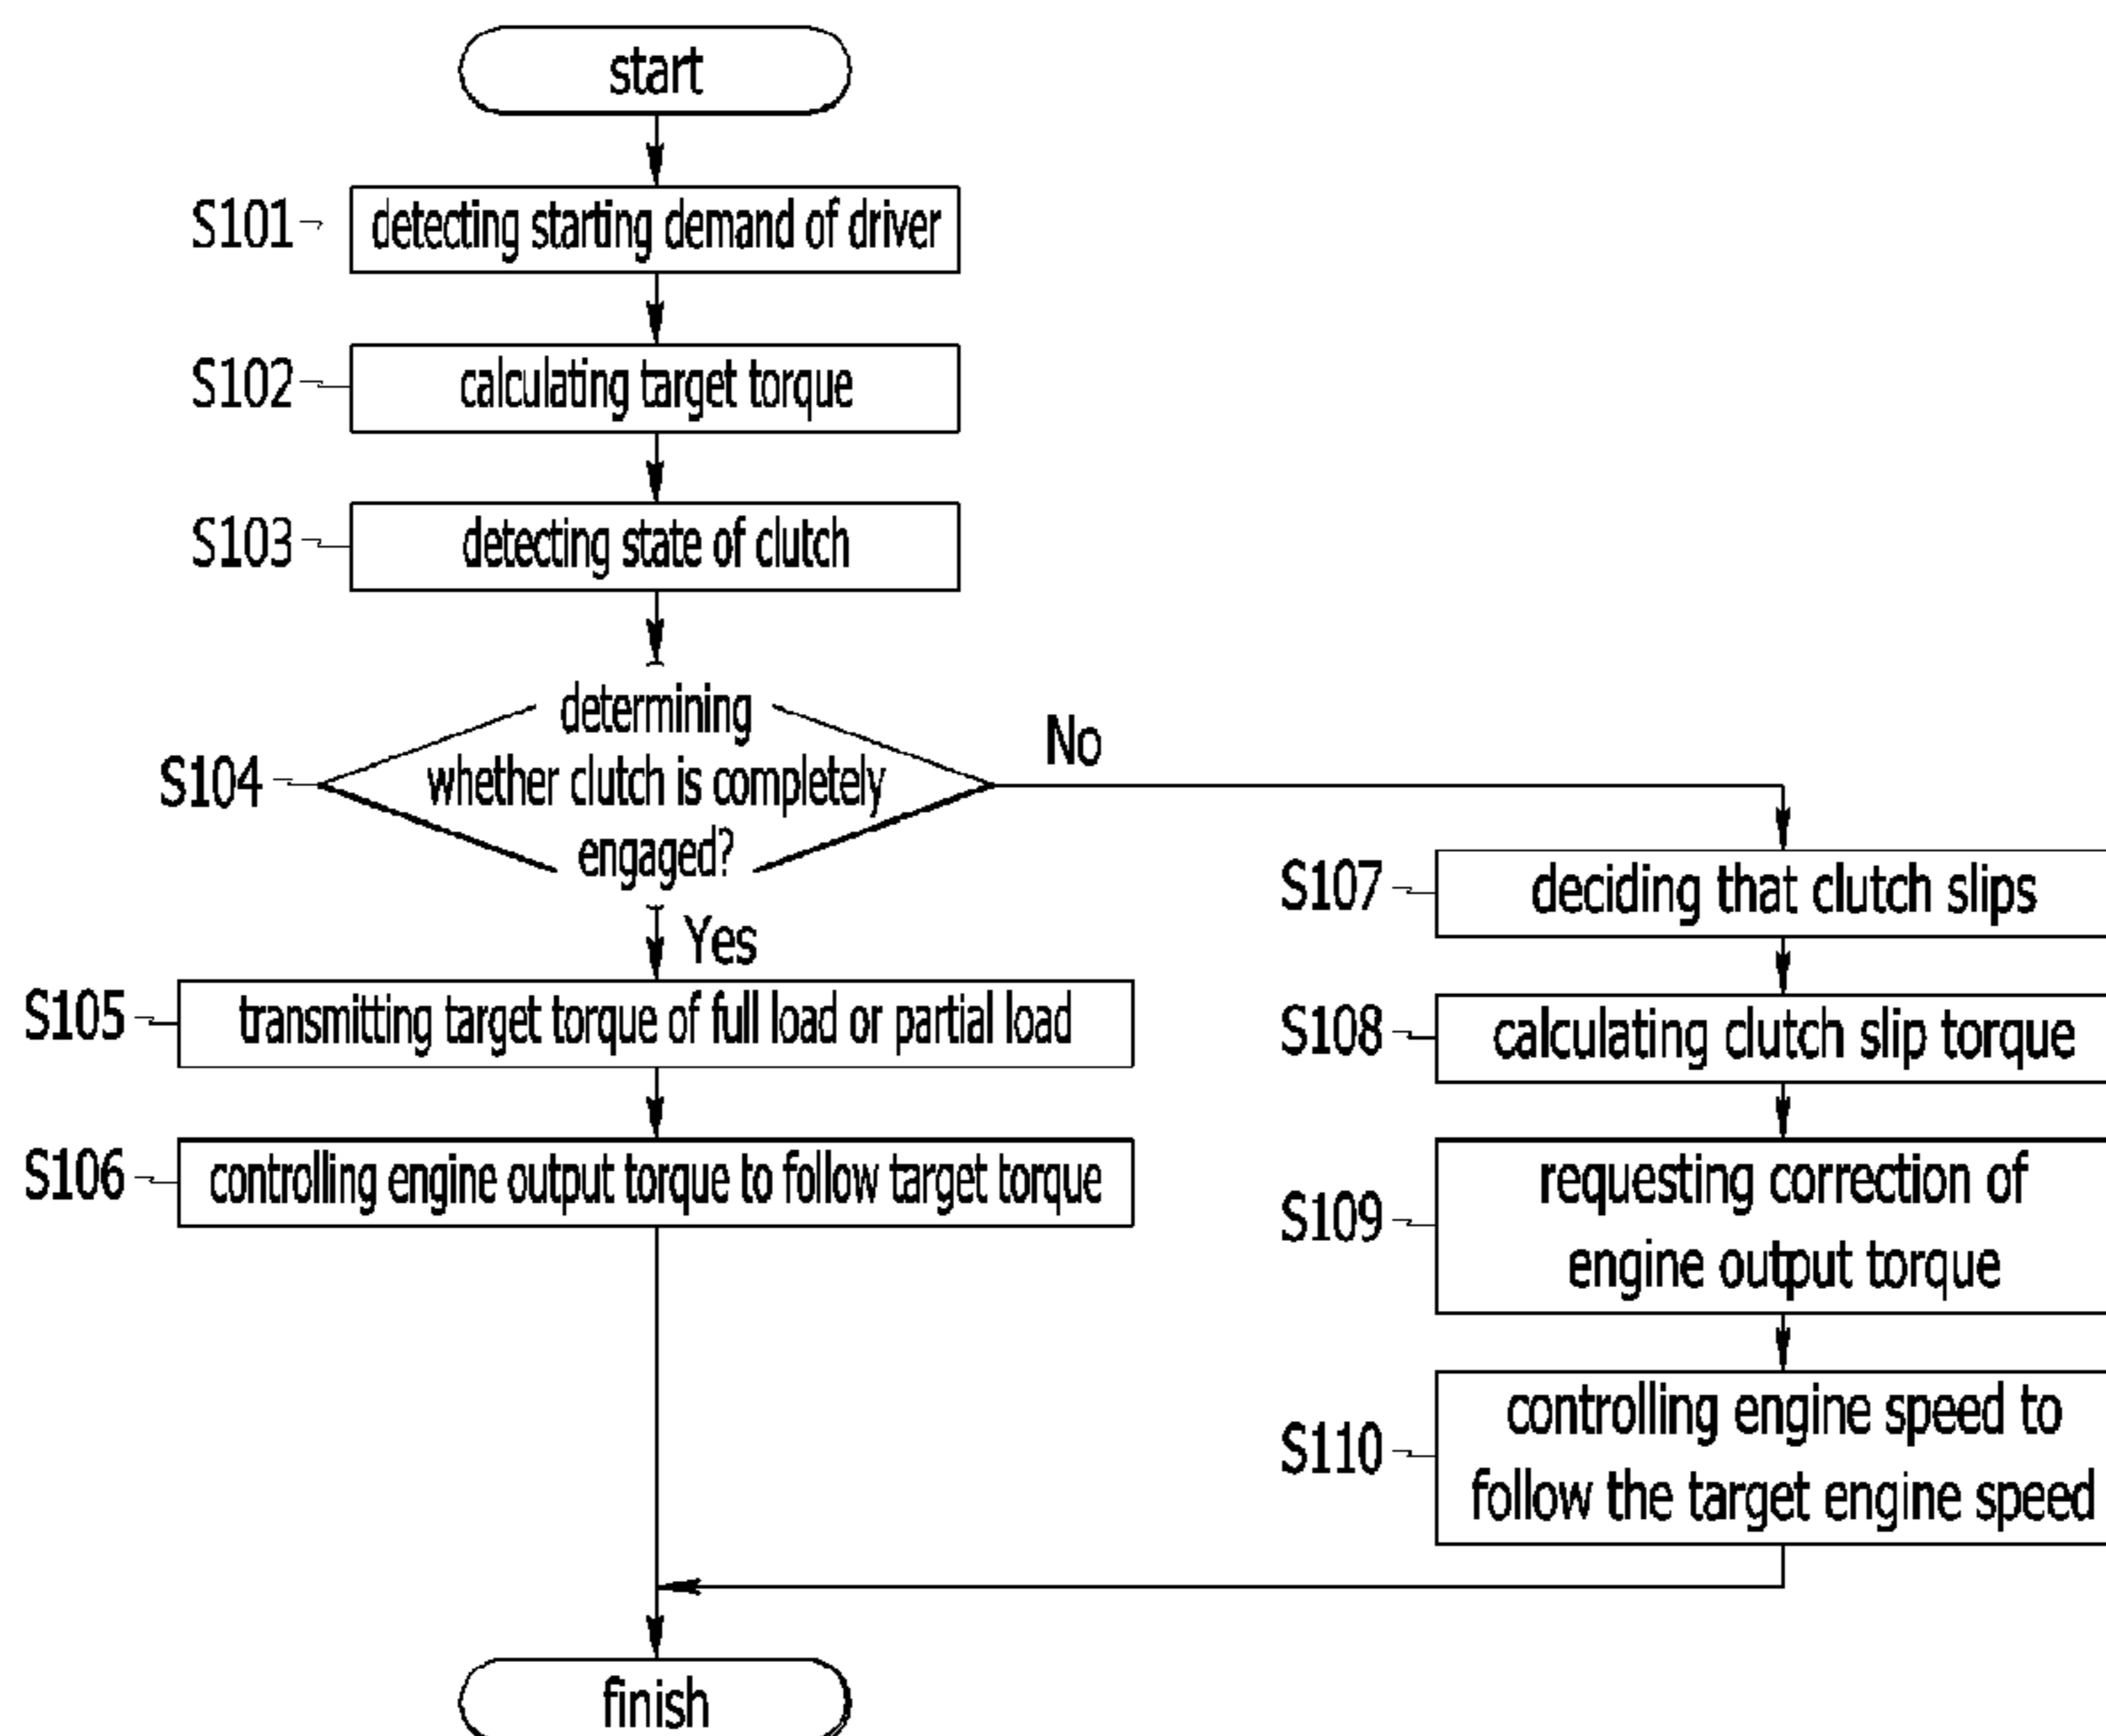 start
S101
detecting starting demand of driver
S102
calculating target torque
S103
detecting state of clutch
S104
determining
whether clutch is completely
engaged?
No
Yes
S105
transmitting target torque of full load or partial load
S106
controlling engine output torque to follow target torque
S107
deciding that clutch slips
S108
calculating clutch slip torque
S109
requesting correction of
engine output torque
S110
controlling engine speed to
follow the target engine speed
finish